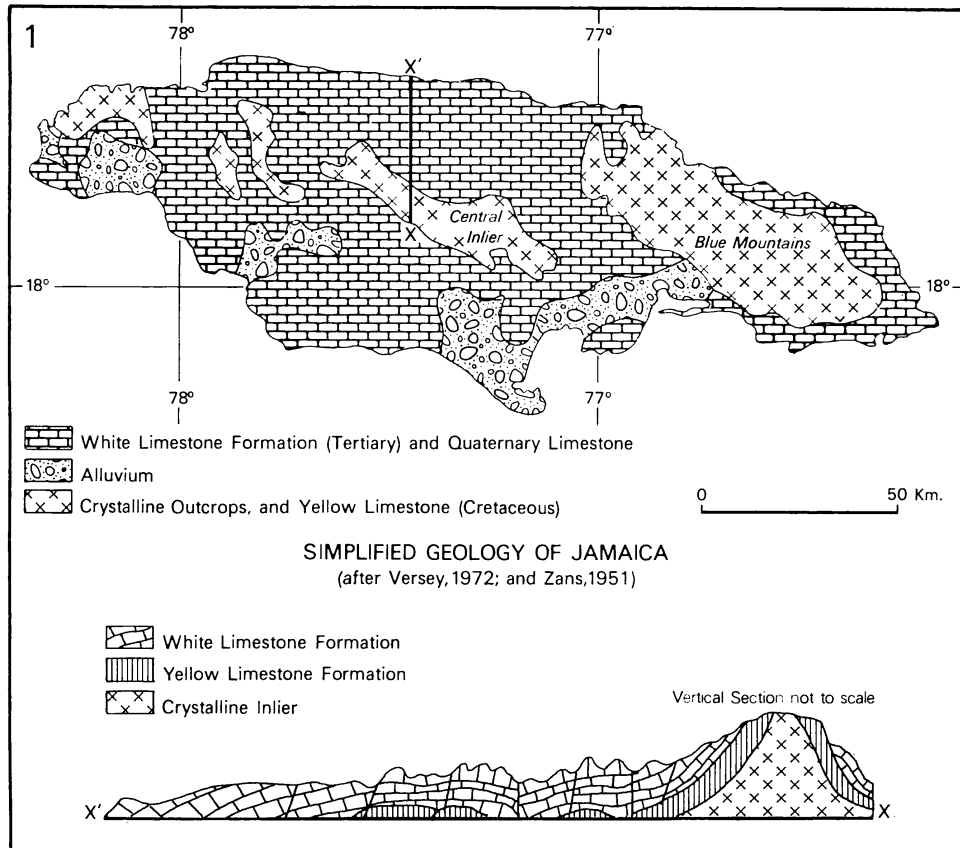 1
78°
77°
X'
X
Central
Inlier
Blue Mountains
18°
18°
78°
77°
White Limestone Formation (Tertiary) and Quaternary Limestone
Alluvium
Crystalline Outcrops, and Yellow Limestone (Cretaceous)
0 50 Km.
SIMPLIFIED GEOLOGY OF JAMAICA
(after Versey, 1972; and Zans, 1951)
White Limestone Formation
Yellow Limestone Formation
Crystalline Inlier
Vertical Section not to scale
X' X